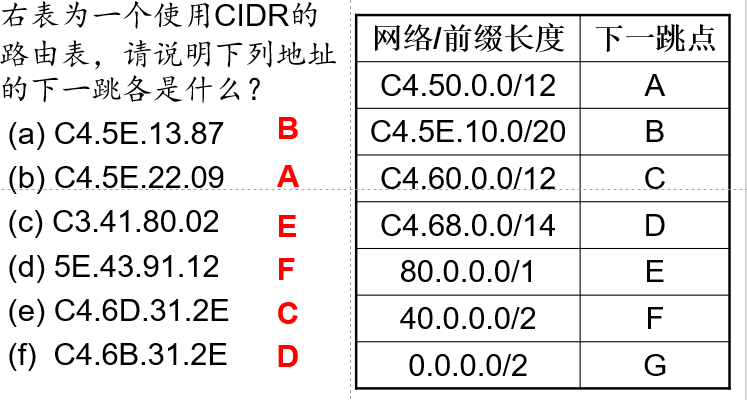 右表为一个使用CIDR的
路由表，请说明下列地址
的下一跳各是什么？
(a) C4.5E.13.87 B
(b) C4.5E.22.09 A
(c) C3.41.80.02 E
(d) 5E.43.91.12 F
(e) C4.6D.31.2E C
(f) C4.6B.31.2E D
网络/前缀长度 下一跳点
C4.50.0.0/12 A
C4.5E.10.0/20 B
C4.60.0.0/12 C
C4.68.0.0/14 D
80.0.0.0/1 E
40.0.0.0/2 F
0.0.0.0/2 G